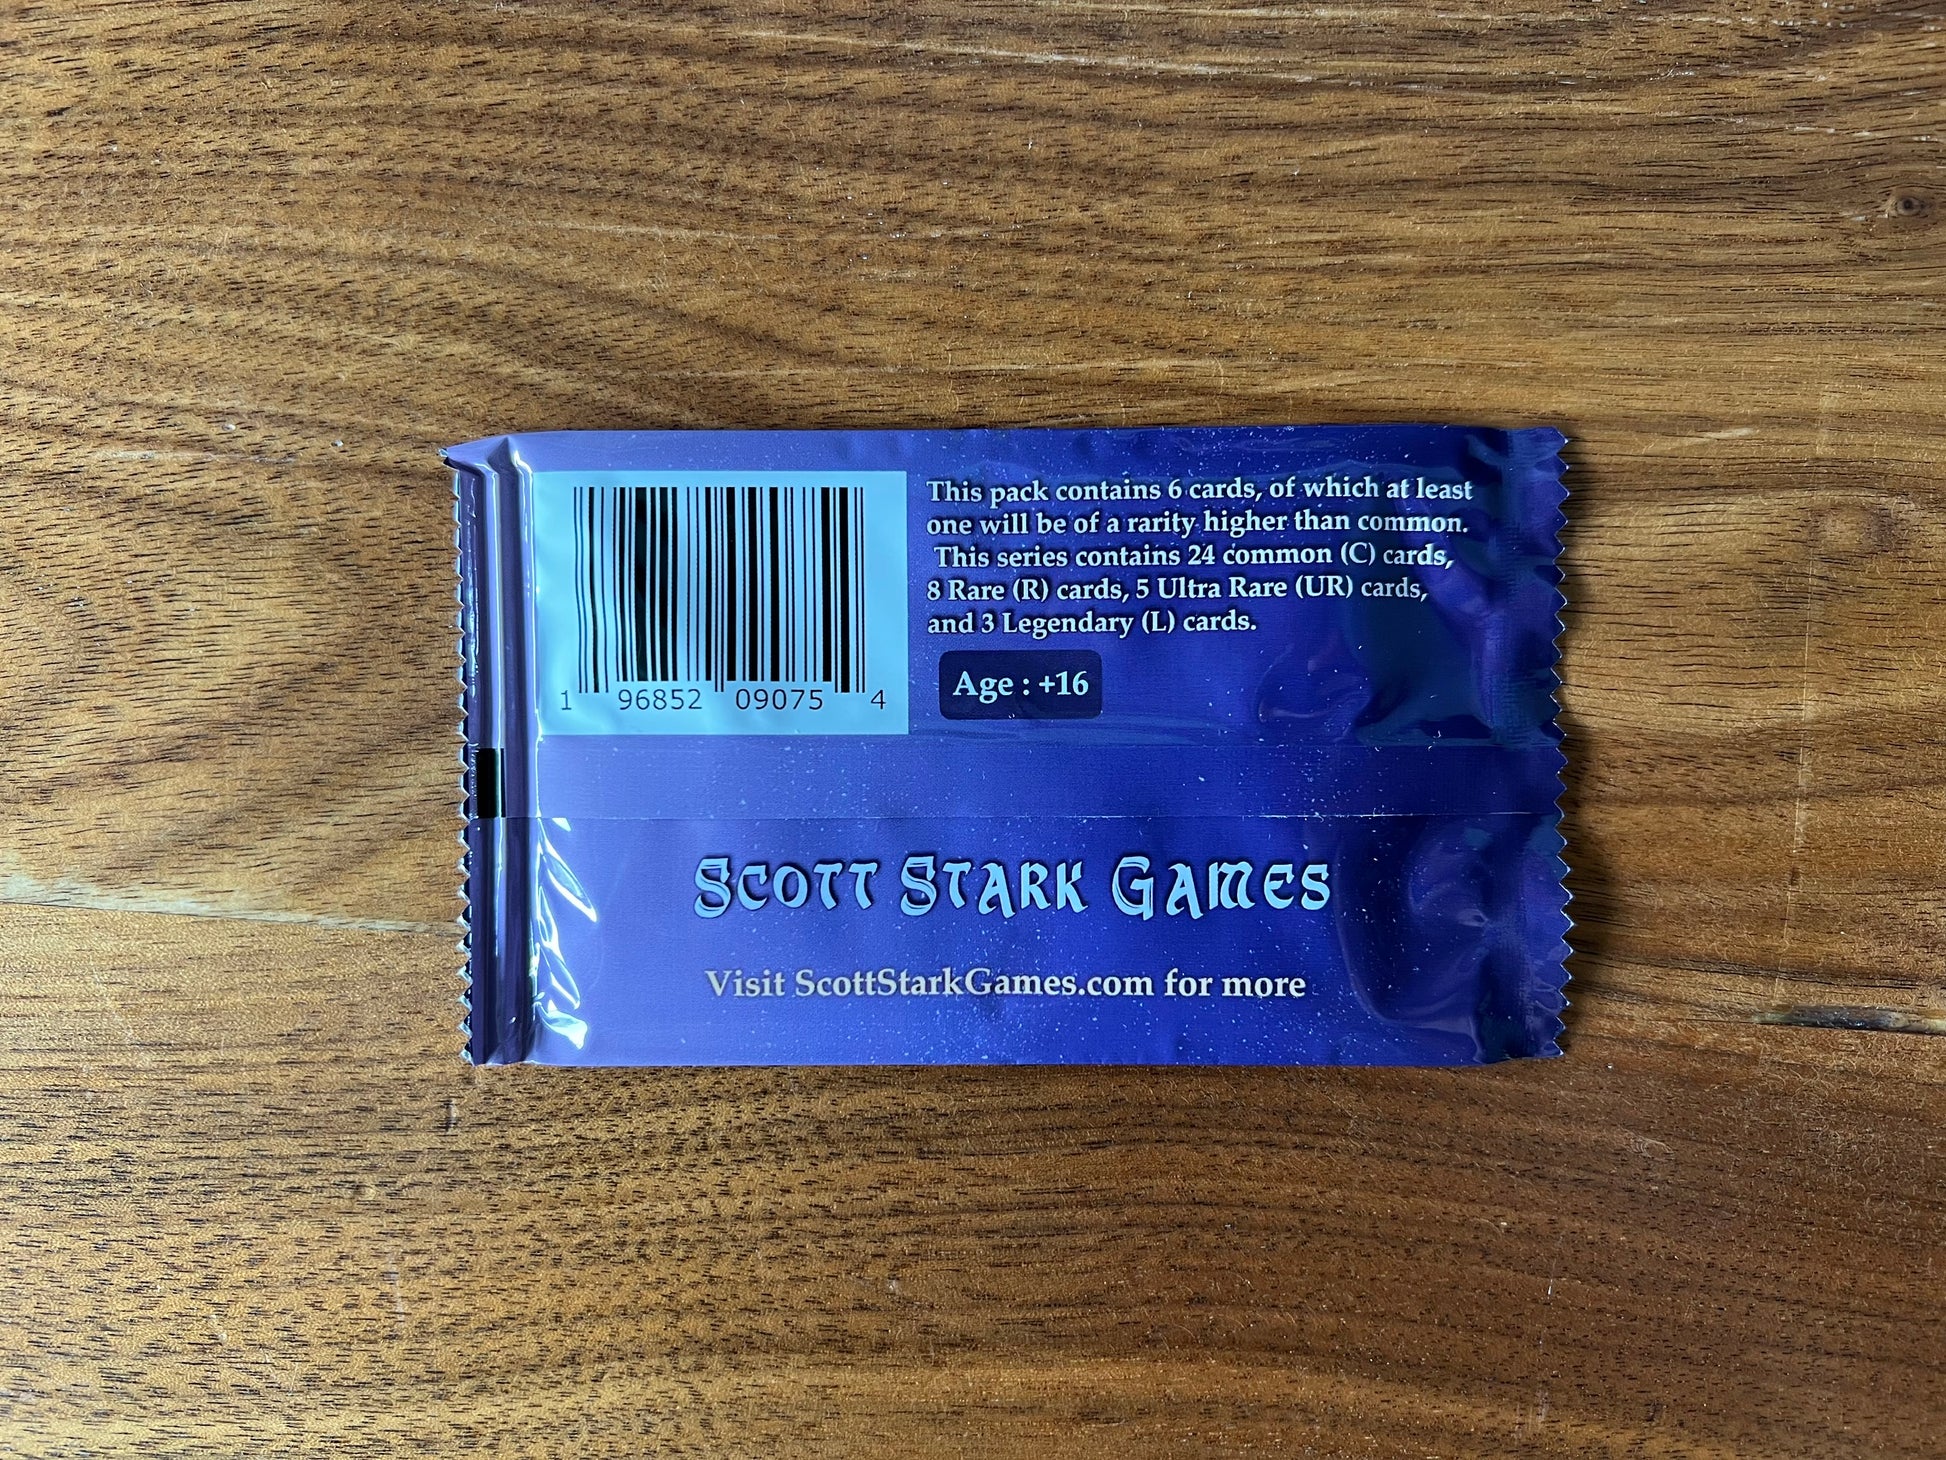 This pack contains 6 cards, of which at least
one will be of a rarity higher than common.
This series contains 24 common (C) cards,
8 Rare (R) cards, 5 Ultra Rare (UR) cards,
and 3 Legendary (L) cards.
Age : +16
1 96852 09075 4
Scott Stark Games
Visit ScottStarkGames.com for more